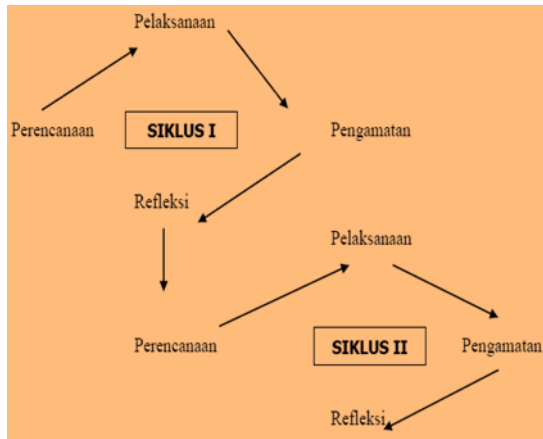 Pelaksanaan
Perencanaan
SIKLUS I
Pengamatan
Refleksi
Pelaksanaan
Perencanaan
SIKLUS II
Pengamatan
Refleksi